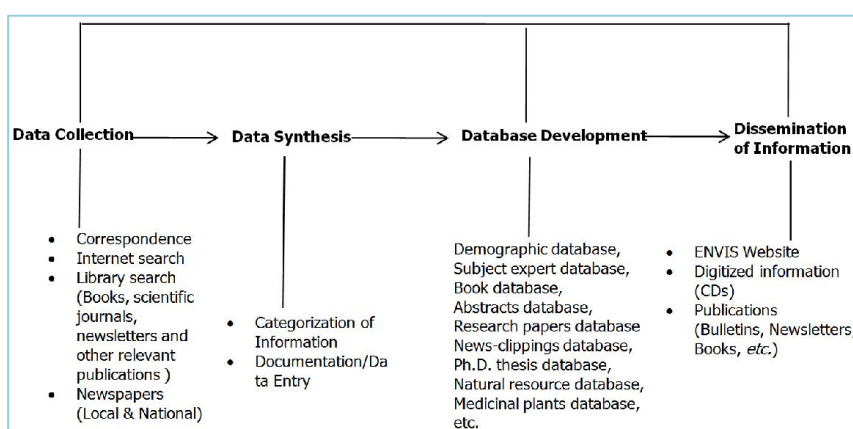 Data Collection
Data Synthesis
Database Development
Dissemination
of Information
• Correspondence
• Internet search
• Library search
(Books, scientific
journals,
newsletters and
other relevant
publications )
• Newspapers
(Local & National)
• Categorization of
Information
• Documentation/Da
ta Entry
Demographic database,
Subject expert database,
Book database,
Abstracts database,
Research papers database
News-clippings database,
Ph.D. thesis database,
Natural resource database,
Medicinal plants database,
etc.
• ENVIS Website
• Digitized information
(CDs)
• Publications
(Bulletins, Newsletters,
Books, etc.)